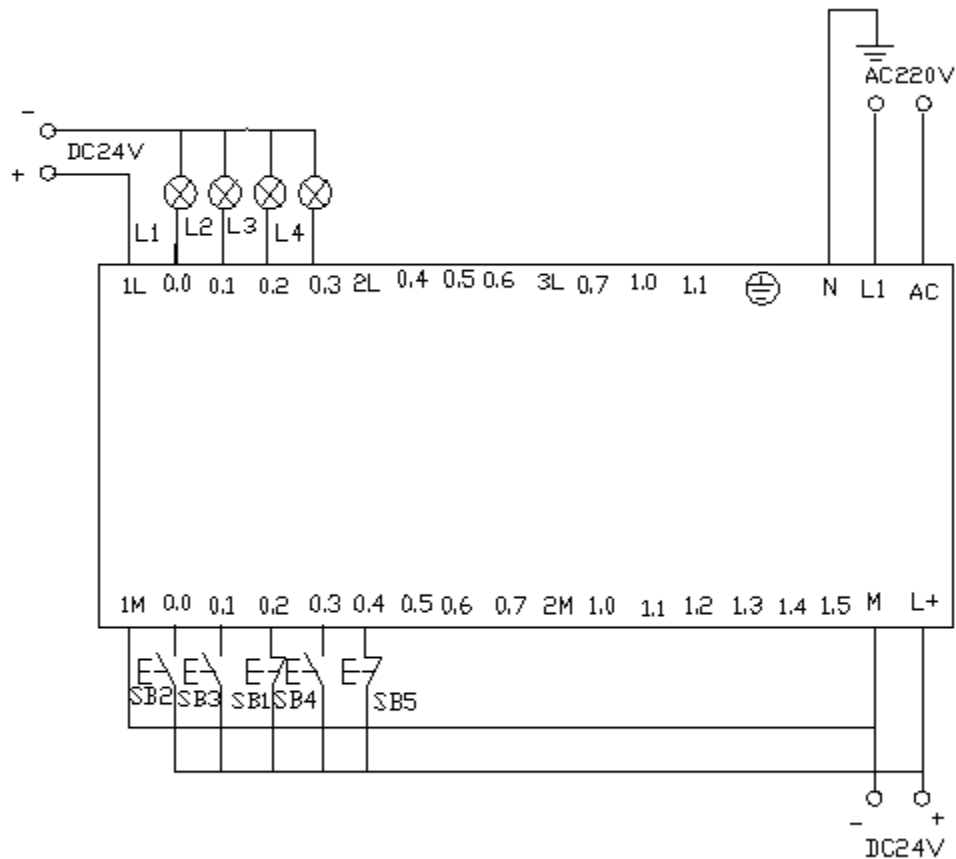 AC220V
-
DC24V
+
L1 L2 L3 L4
1L 0.0 0.1 0.2 0.3 2L 0.4 0.5 0.6 3L 0.7 1.0 1.1 N L1 AC
1M 0.0 0.1 0.2 0.3 0.4 0.5 0.6 0.7 2M 1.0 1.1 1.2 1.3 1.4 1.5 M L+
SB2 SB3 SB1 SB4 SB5
- +
DC24V